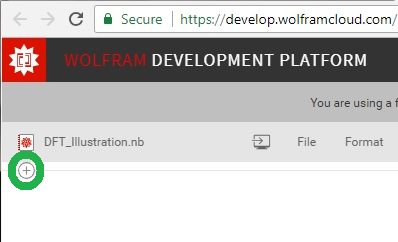 Secure https://develop.wolframcloud.com/
WOLFRAM DEVELOPMENT PLATFORM
You are using a f
DFT_Illustration.nb File Format